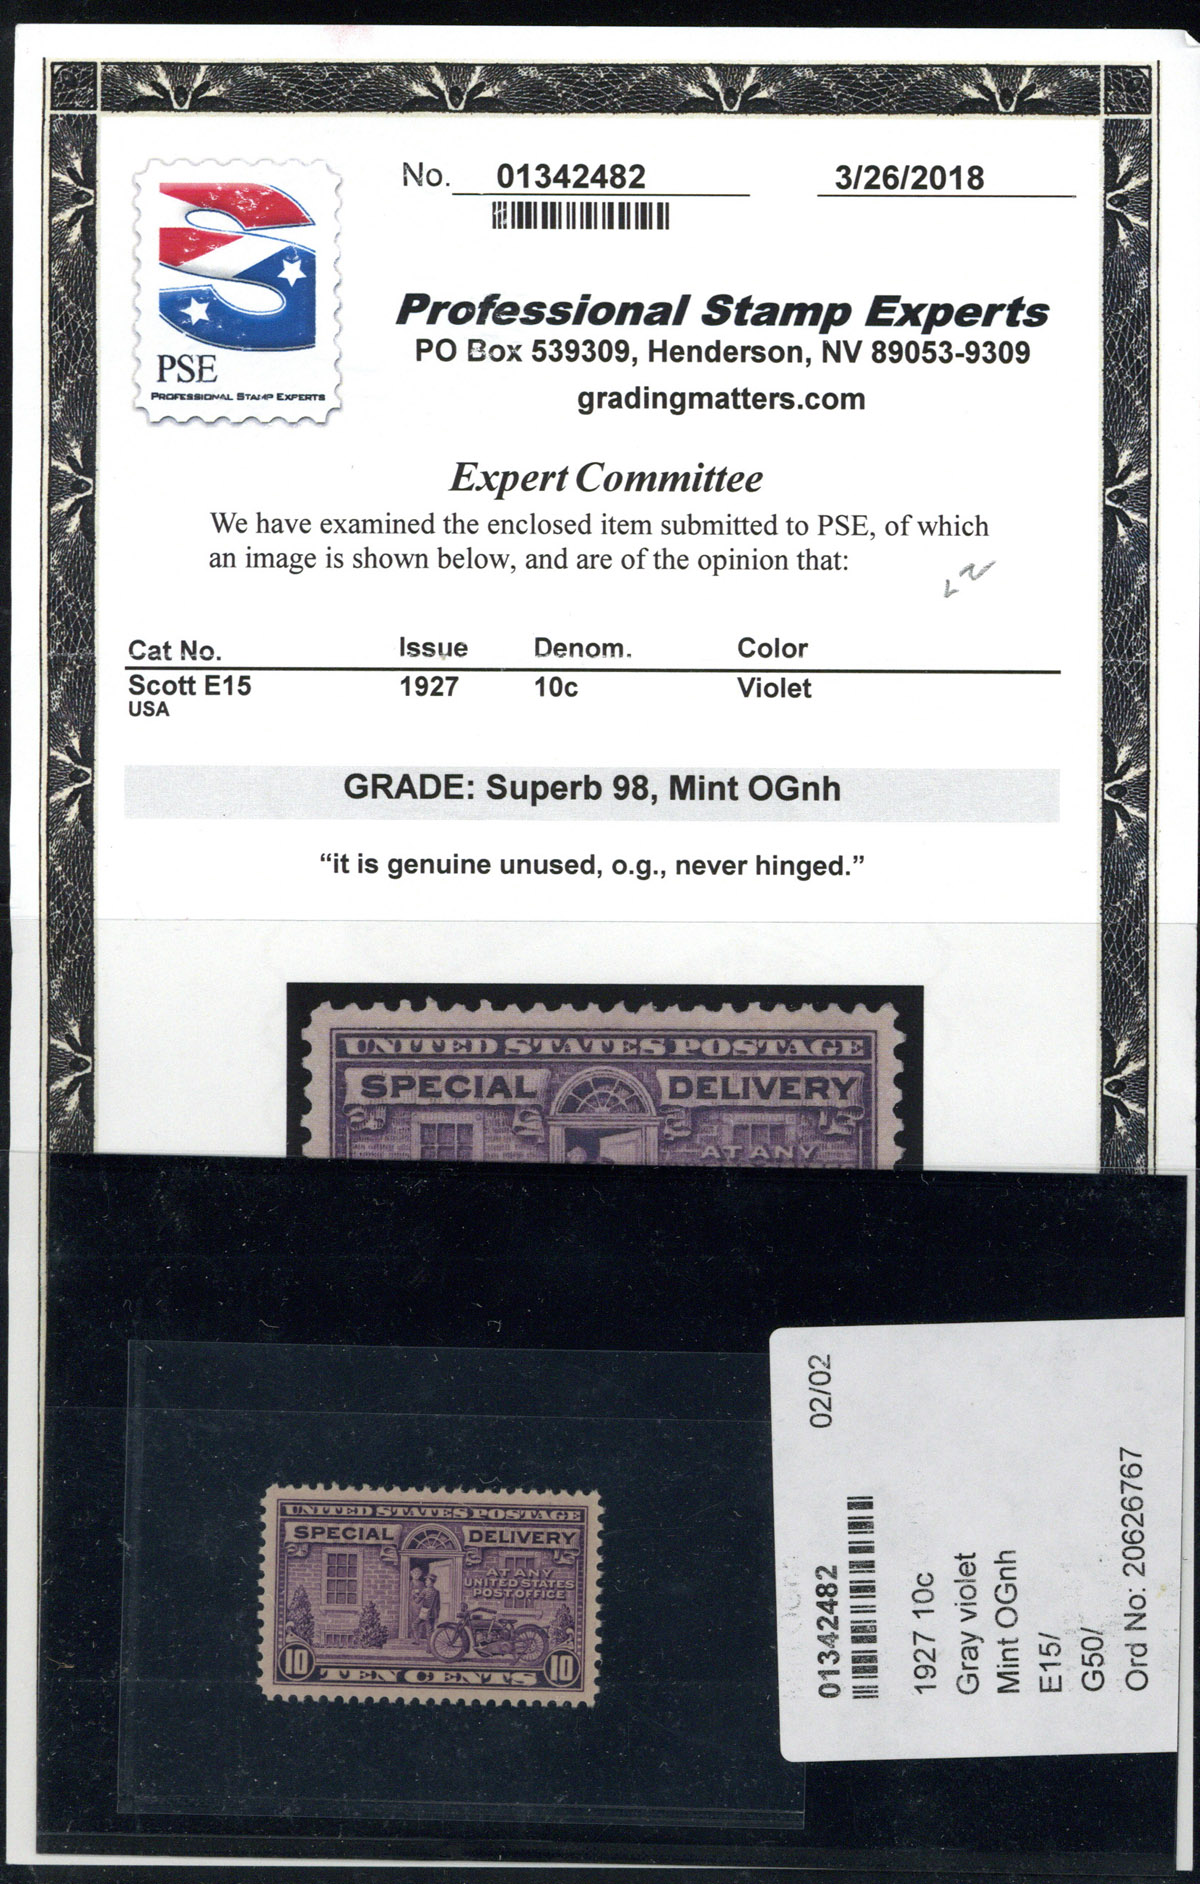 No. 01342482 3/26/2018
PSE
PROFESSIONAL STAMP EXPERTS
Professional Stamp Experts
PO Box 539309, Henderson, NV 89053-9309
gradingmatters.com
Expert Committee
We have examined the enclosed item submitted to PSE, of which
an image is shown below, and are of the opinion that:
Cat No. Issue Denom. Color
Scott E15 1927 10c Violet
USA
GRADE: Superb 98, Mint OGnh
“it is genuine unused, o.g., never hinged.”
UNITED STATES POSTAGE
SPECIAL DELIVERY
AT ANY
UNITED STATES POSTAGE
SPECIAL DELIVERY
AT ANY
UNITED STATES
POST OFFICE
10 TEN CENTS 10
01342482 02/02
1927 10c
Gray violet
Mint OGnh
E15/
G50/
Ord No: 20626767